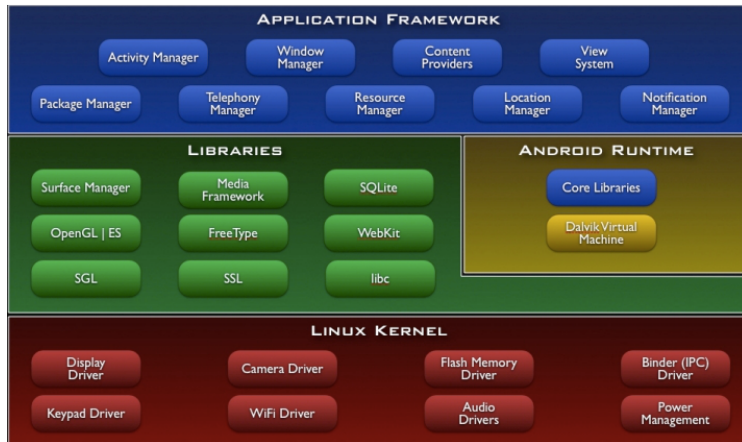 APPLICATION FRAMEWORK
Activity Manager
Window
Manager
Content
Providers
View
System
Package Manager
Telephony
Manager
Resource
Manager
Location
Manager
Notification
Manager
LIBRARIES
Surface Manager
Media
Framework
SQLite
OpenGL | ES
FreeType
WebKit
SGL
SSL
libc
ANDROID RUNTIME
Core Libraries
Dalvik Virtual
Machine
LINUX KERNEL
Display
Driver
Camera Driver
Flash Memory
Driver
Binder (IPC)
Driver
Keypad Driver
WiFi Driver
Audio
Drivers
Power
Management